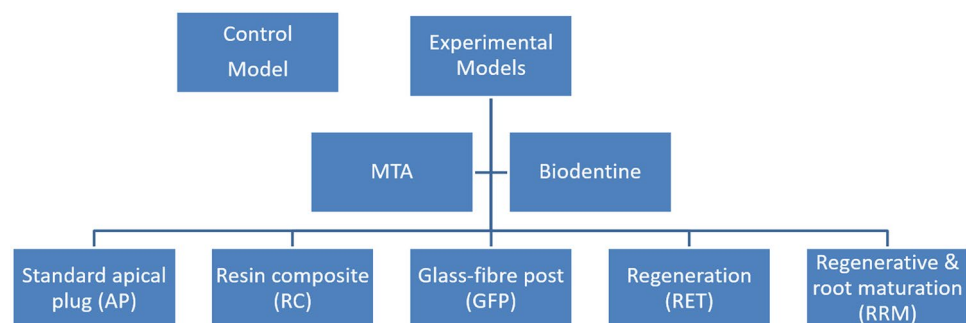 Control
Model
Experimental
Models
MTA
Biodentine
Standard apical
plug (AP)
Resin composite
(RC)
Glass-fibre post
(GFP)
Regeneration
(RET)
Regenerative &
root maturation
(RRM)